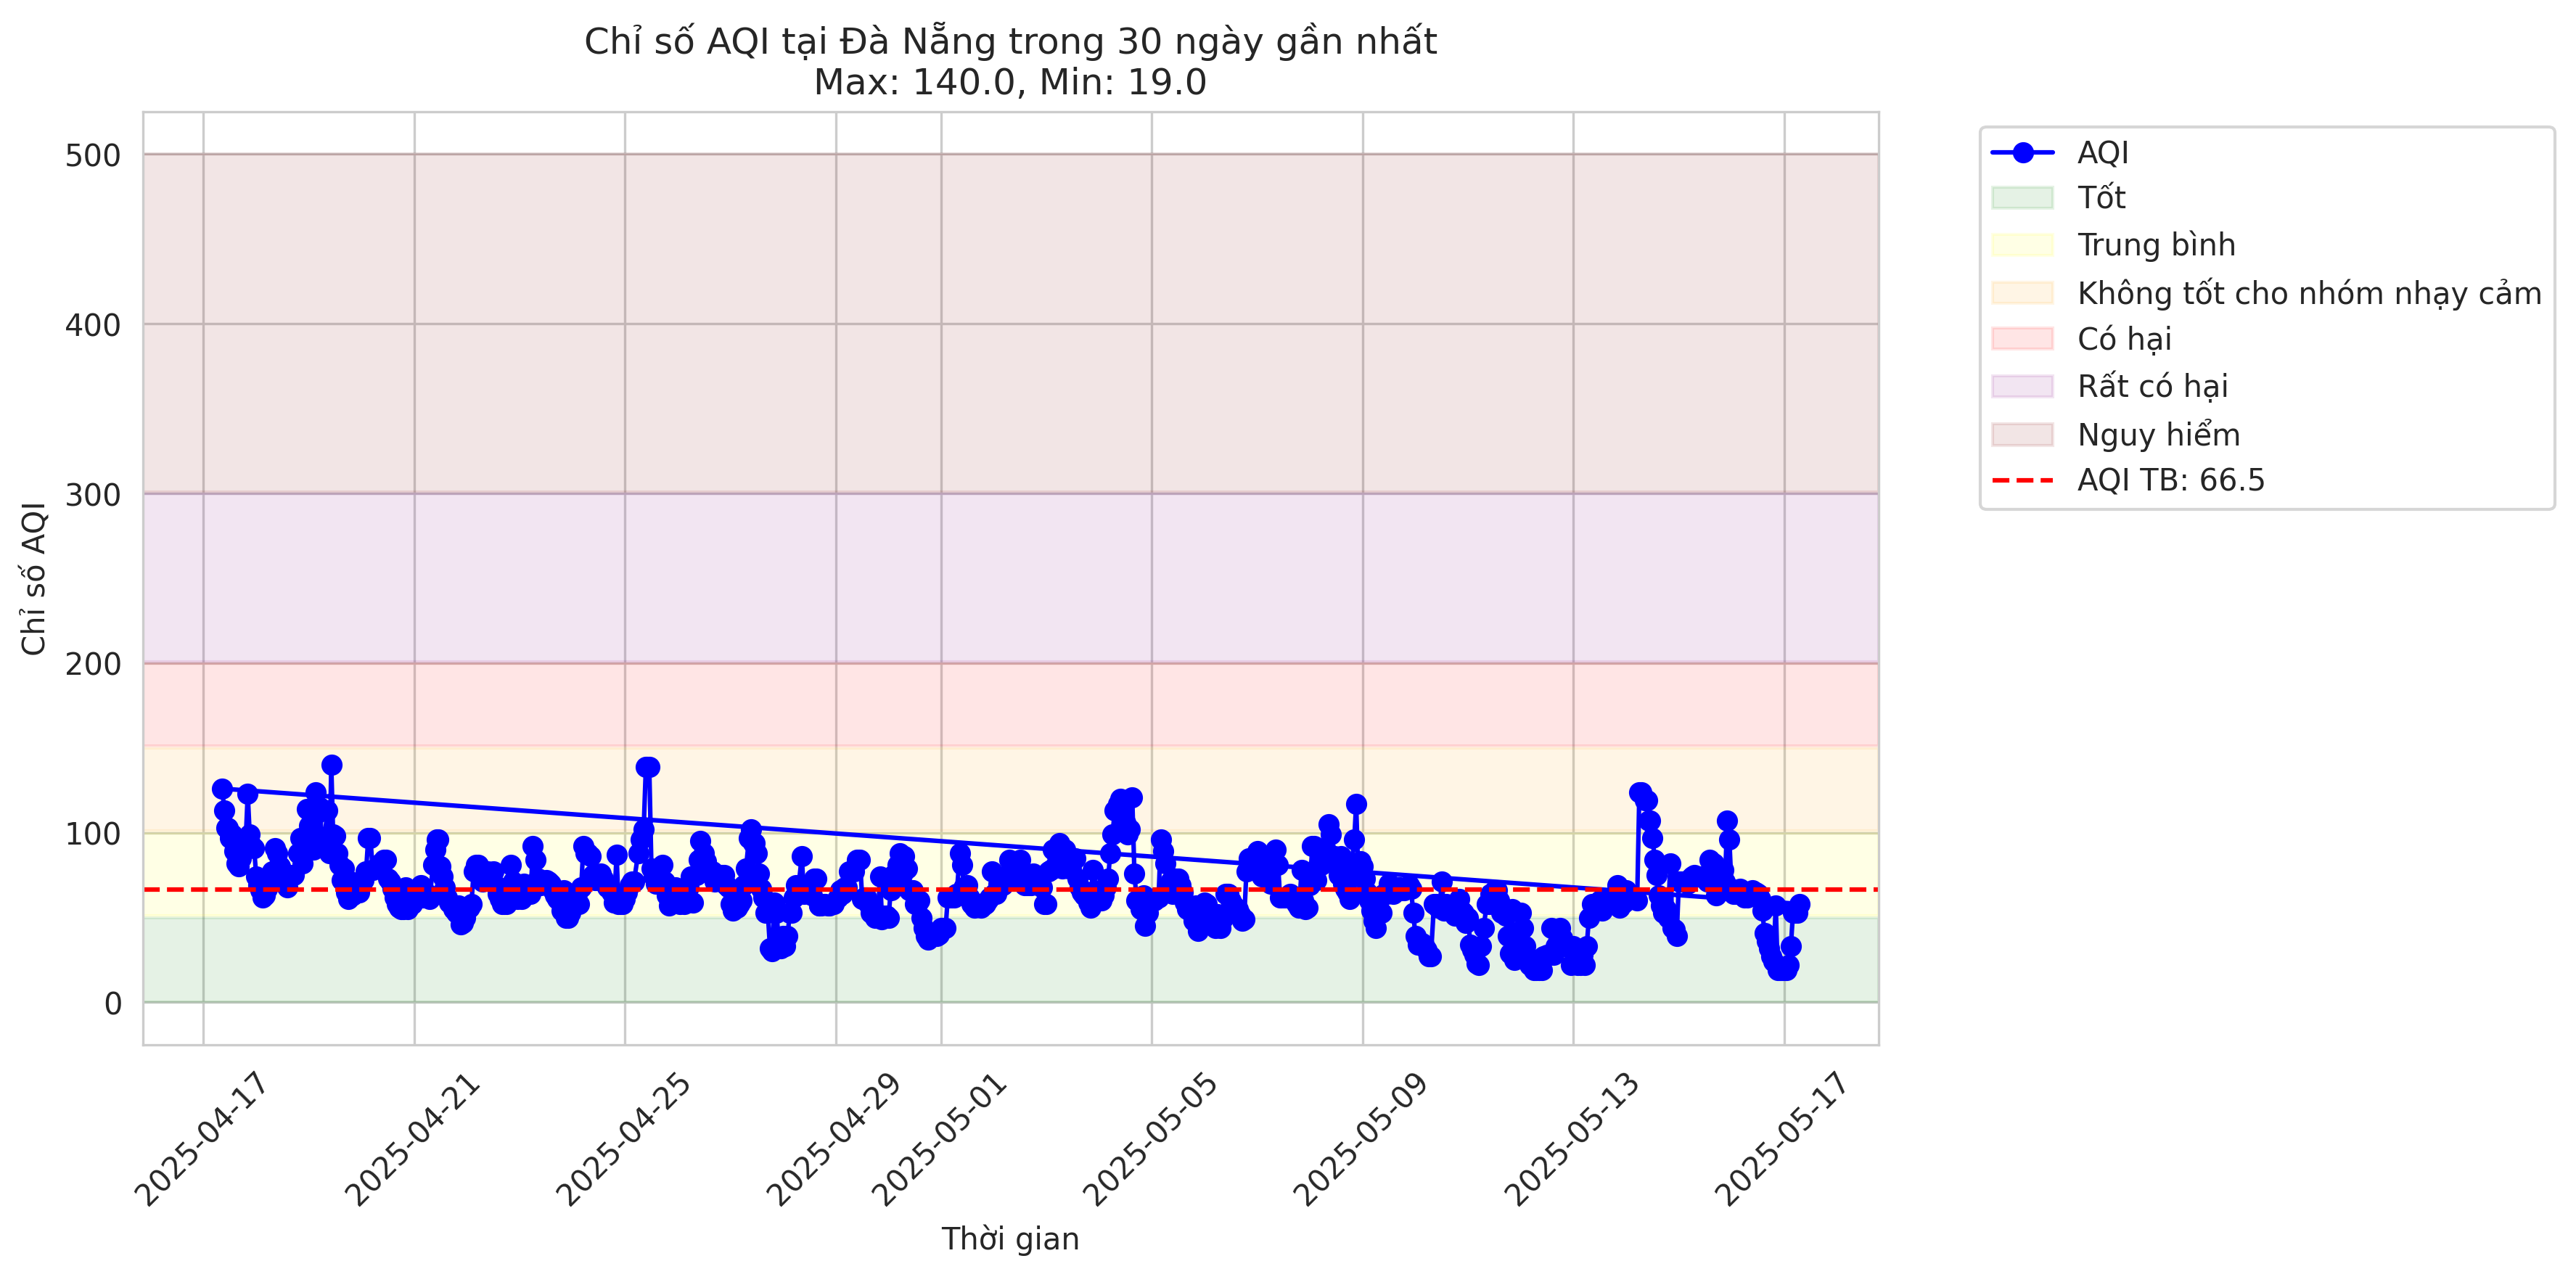 Chỉ số AQI tại Đà Nẵng trong 30 ngày gần nhất
Max: 140.0, Min: 19.0
Chỉ số AQI
500
400
300
200
100
0
2025-04-17
2025-04-21
2025-04-25
2025-04-29
2025-05-01
2025-05-05
2025-05-09
2025-05-13
2025-05-17
Thời gian
AQI
Tốt
Trung bình
Không tốt cho nhóm nhạy cảm
Có hại
Rất có hại
Nguy hiểm
AQI TB: 66.5